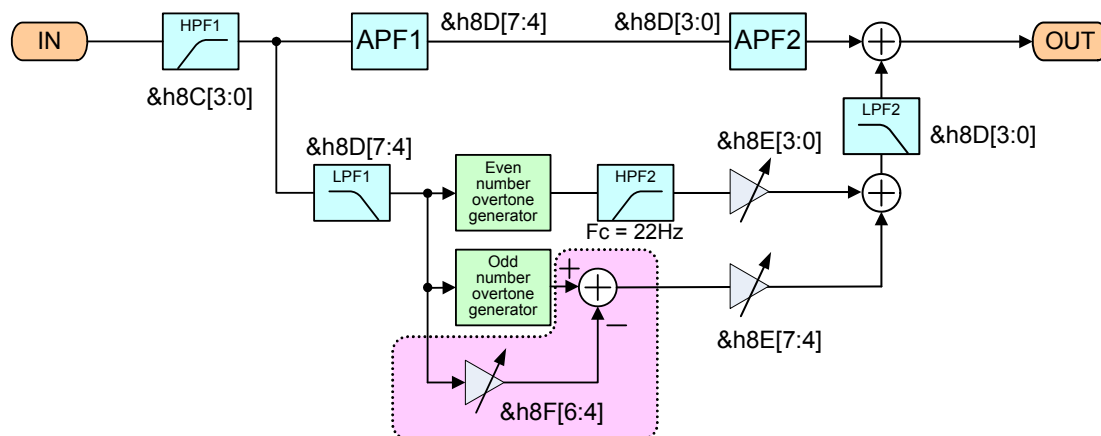 HPF1
&h8D[7:4]
&h8D[3:0]
IN
APF1
APF2
OUT
&h8C[3:0]
LPF2
&h8D[3:0]
&h8D[7:4]
&h8E[3:0]
LPF1
Even
number
overtone
generator
HPF2
Fc = 22Hz
Odd
number
overtone
generator
+
−
&h8E[7:4]
&h8F[6:4]